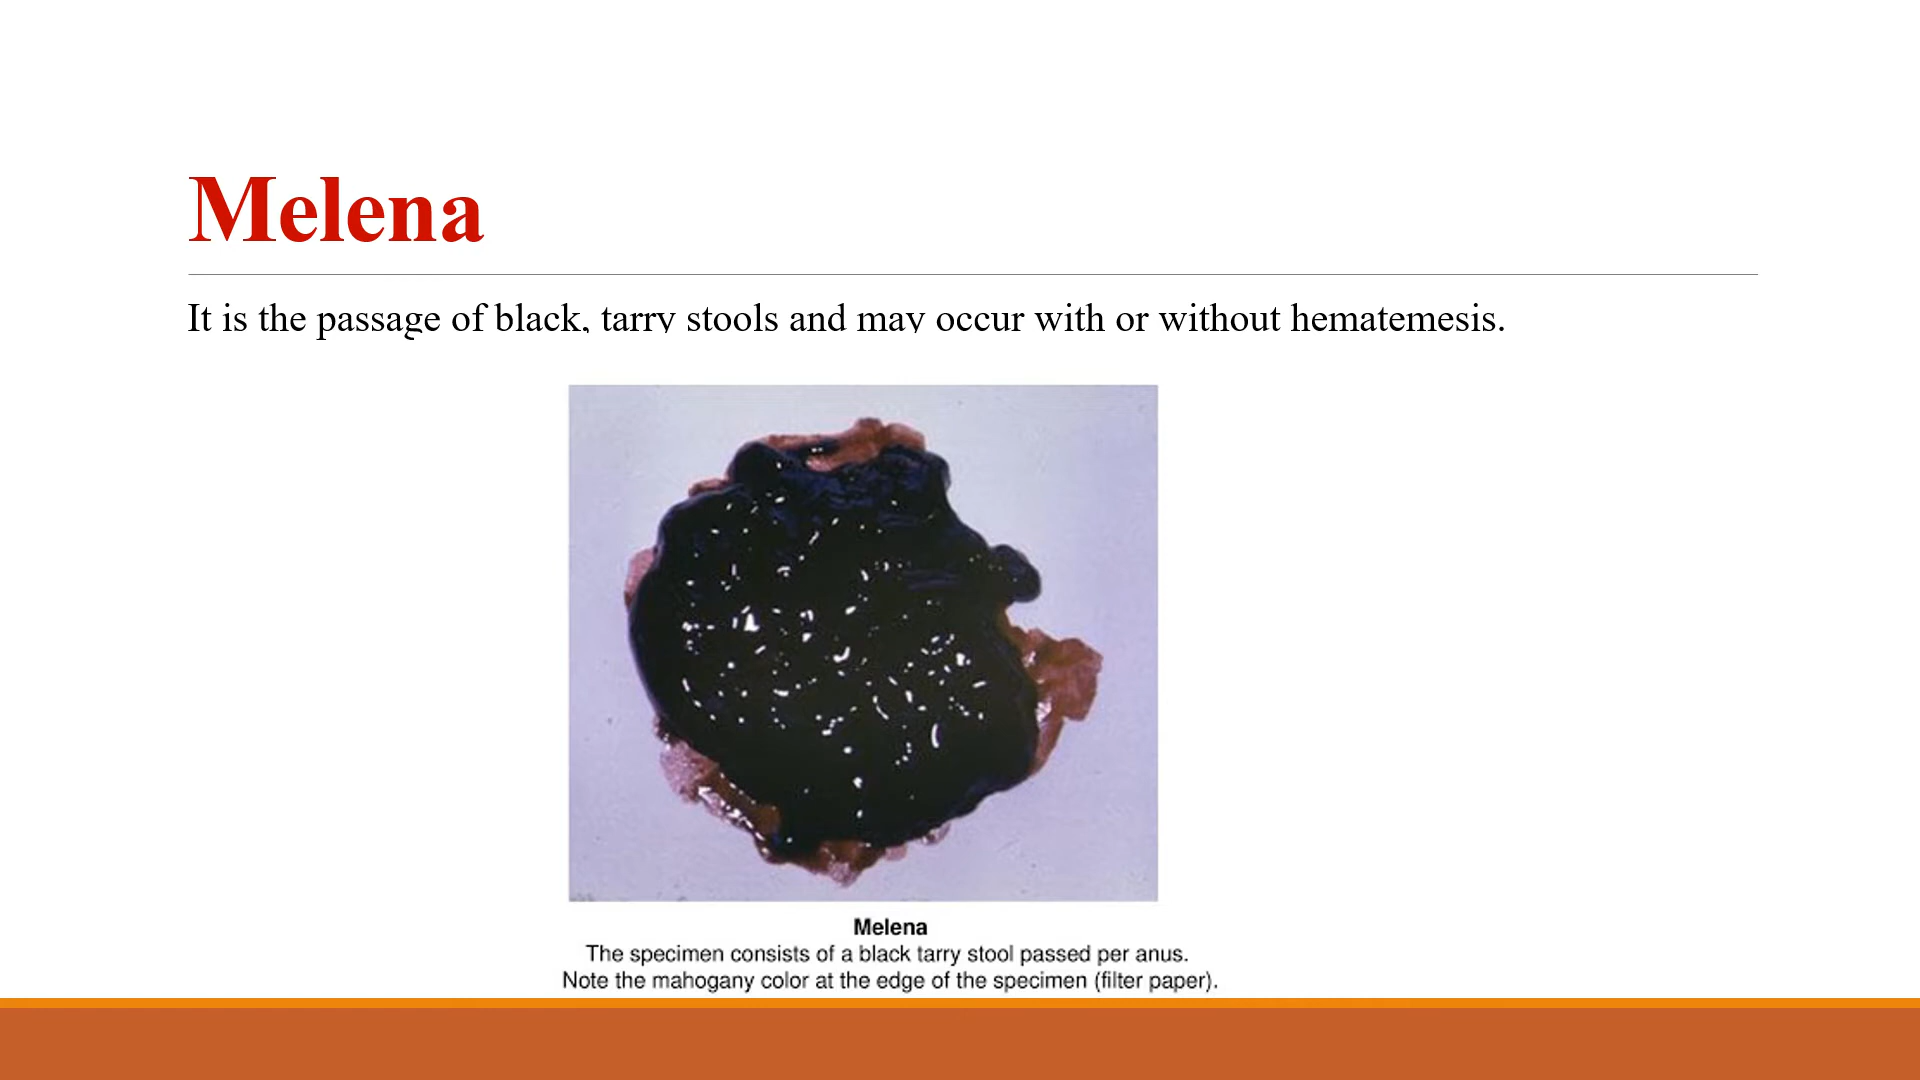 Melena
It is the passage of black, tarry stools and may occur with or without hematemesis.
Melena
The specimen consists of a black tarry stool passed per anus.
Note the mahogany color at the edge of the specimen (filter paper).